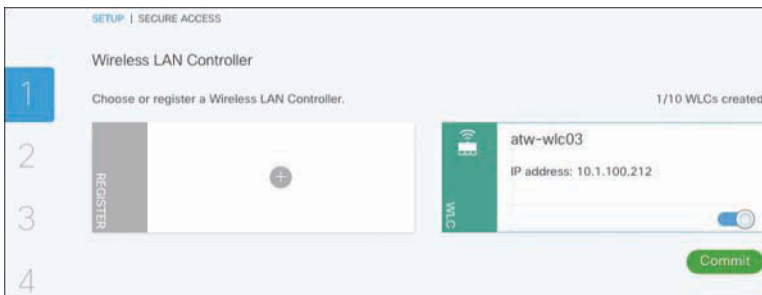 SETUP | SECURE ACCESS
Wireless LAN Controller
Choose or register a Wireless LAN Controller.
1/10 WLCs created
1
2
3
4
REGISTER
WLC
atw-wlc03
IP address: 10.1.100.212
Commit